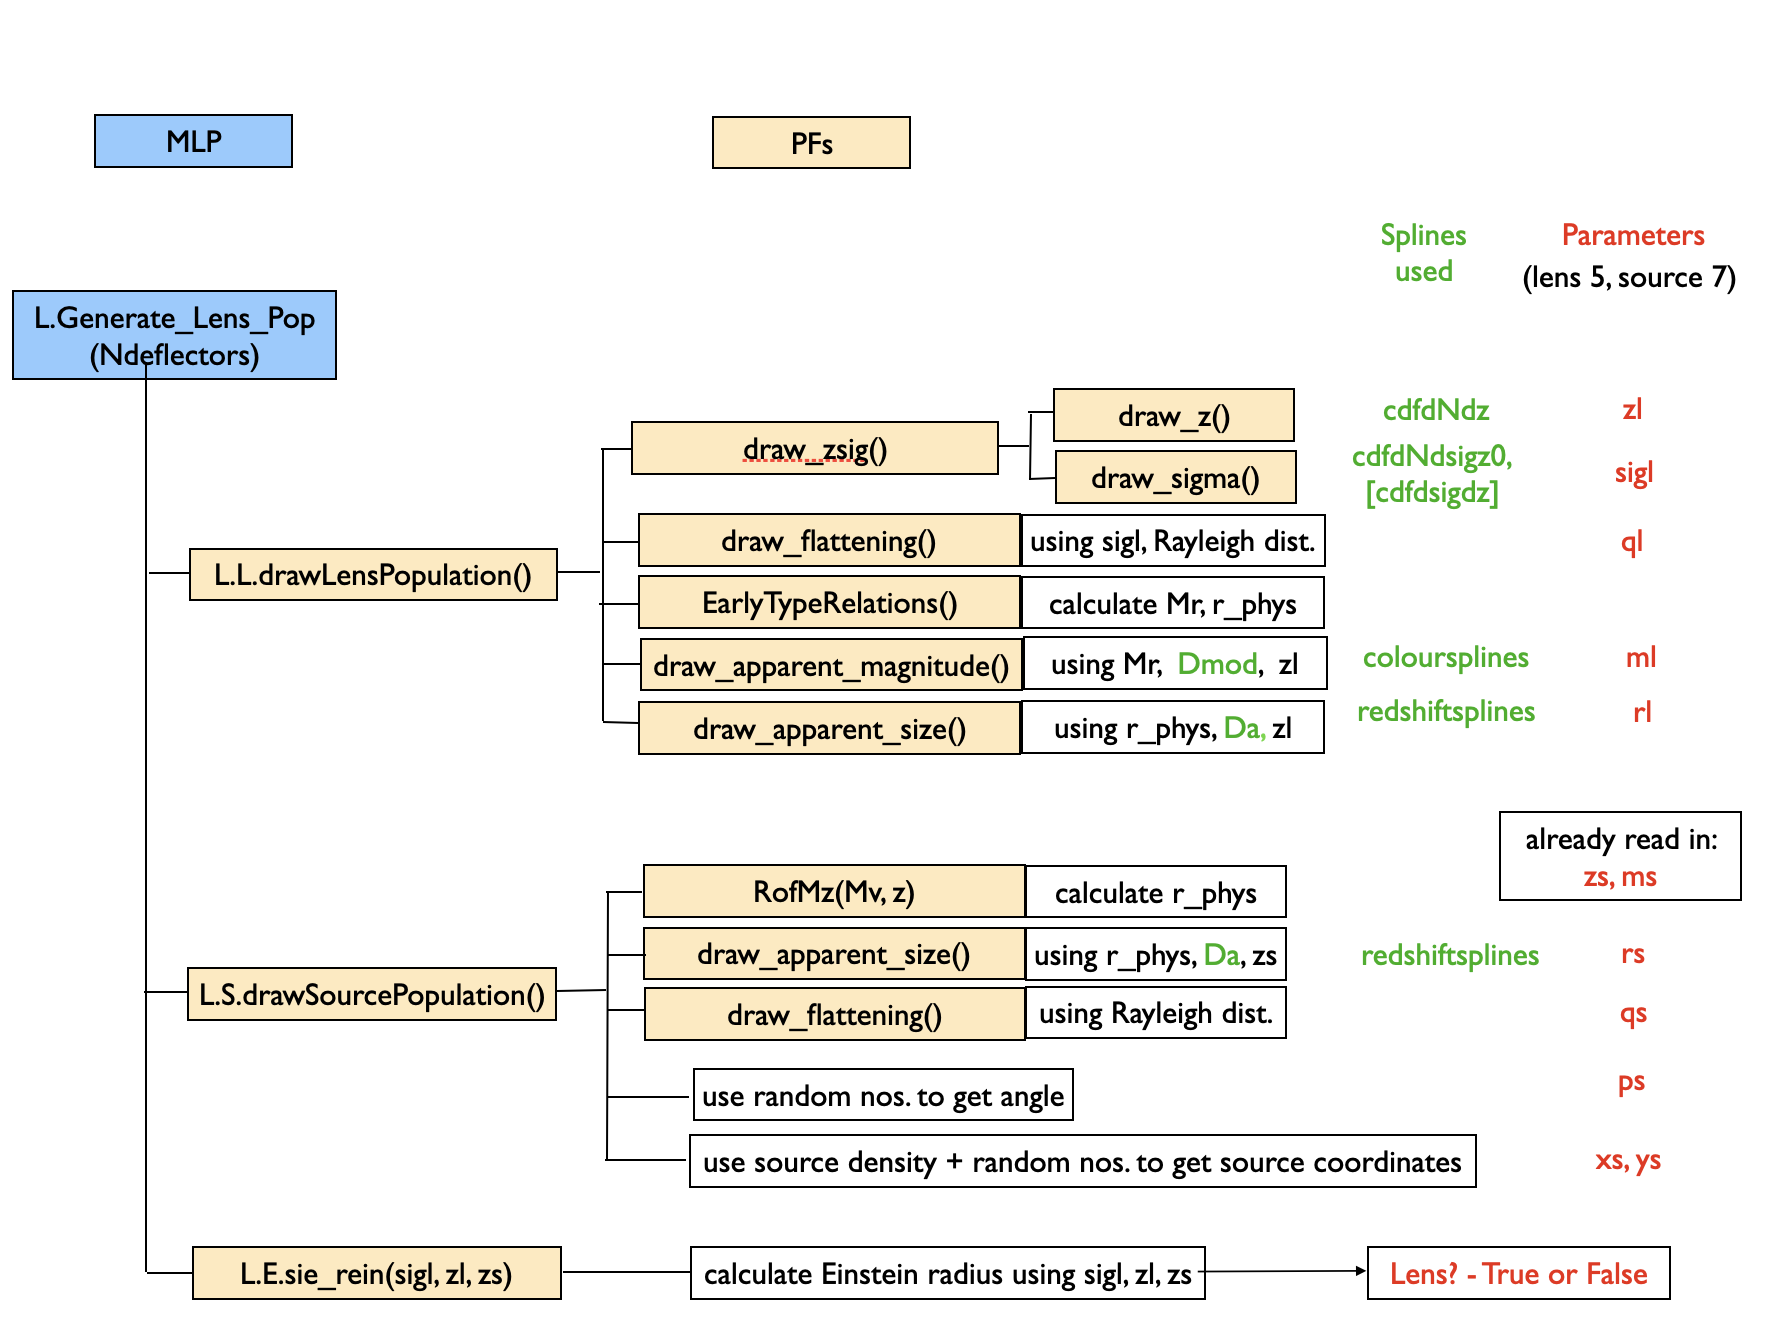 MLP
PFs
Splines
used
Parameters
(lens 5, source 7)
L.Generate_Lens_Pop
(Ndeflectors)
draw_zsig()
draw_z()
cdfdNdz
zl
draw_sigma()
cdfdNdsigz0,
[cdfdsigdz]
sigl
L.L.drawLensPopulation()
draw_flattening()
using sigl, Rayleigh dist.
ql
EarlyTypeRelations()
calculate Mr, r_phys
draw_apparent_magnitude()
using Mr, Dmod, zl
coloursplines
ml
draw_apparent_size()
using r_phys, Da, zl
redshiftsplines
rl
already read in:
zs, ms
L.S.drawSourcePopulation()
RofMz(Mv, z)
calculate r_phys
draw_apparent_size()
using r_phys, Da, zs
redshiftsplines
rs
draw_flattening()
using Rayleigh dist.
qs
use random nos. to get angle
ps
use source density + random nos. to get source coordinates
xs, ys
L.E.sie_rein(sigl, zl, zs)
calculate Einstein radius using sigl, zl, zs
Lens? - True or False